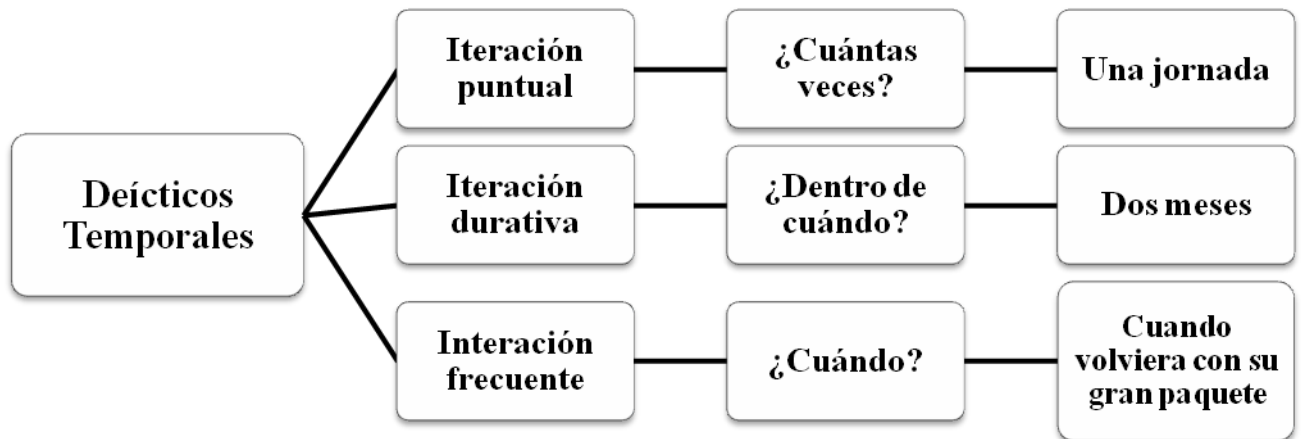 Deícticos
Temporales
Iteración
puntual
¿Cuántas
veces?
Una jornada
Iteración
durativa
¿Dentro de
cuándo?
Dos meses
Interación
frecuente
¿Cuándo?
Cuando
volviera con su
gran paquete